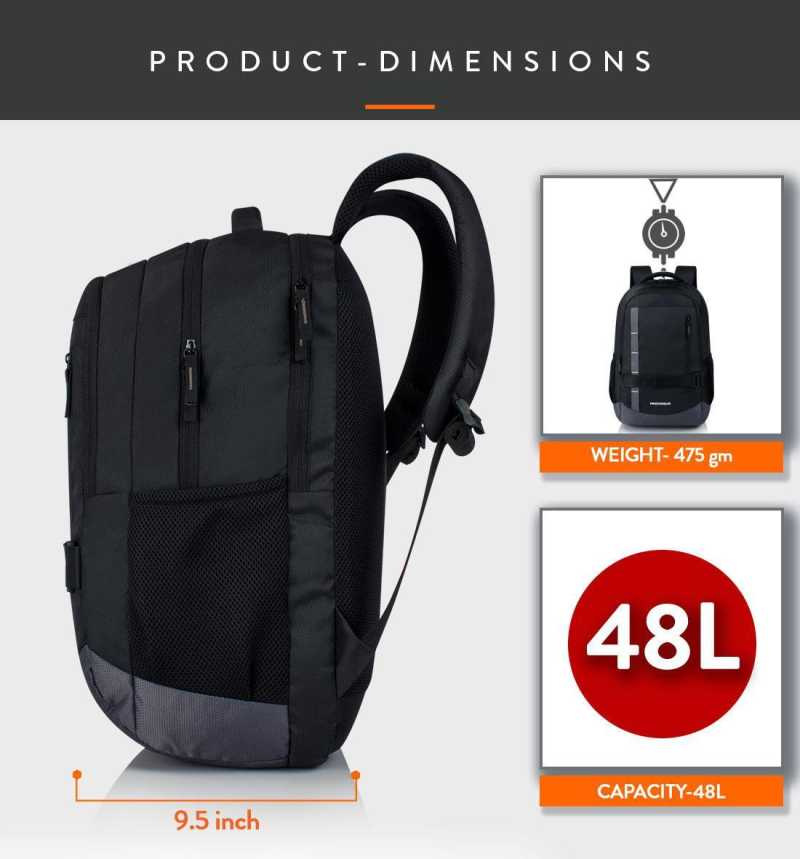 PRODUCT-DIMENSIONS
WEIGHT- 475 gm
48L
CAPACITY-48L
9.5 inch